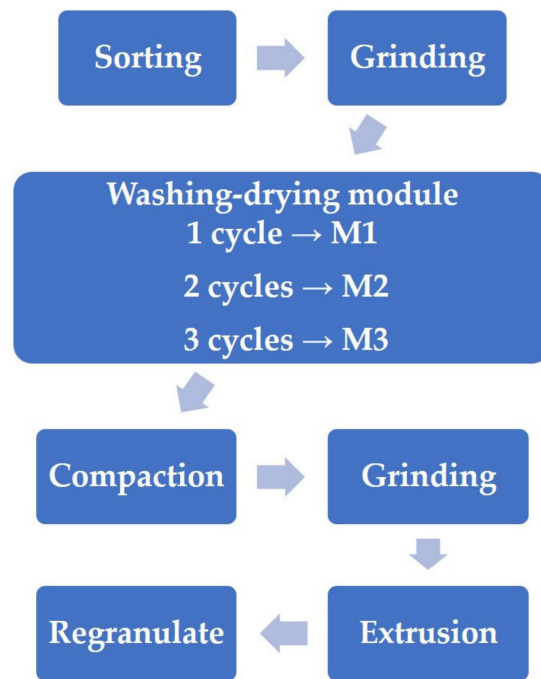 Sorting
Grinding
Washing-drying module
1 cycle → M1
2 cycles → M2
3 cycles → M3
Compaction
Grinding
Extrusion
Regranulate